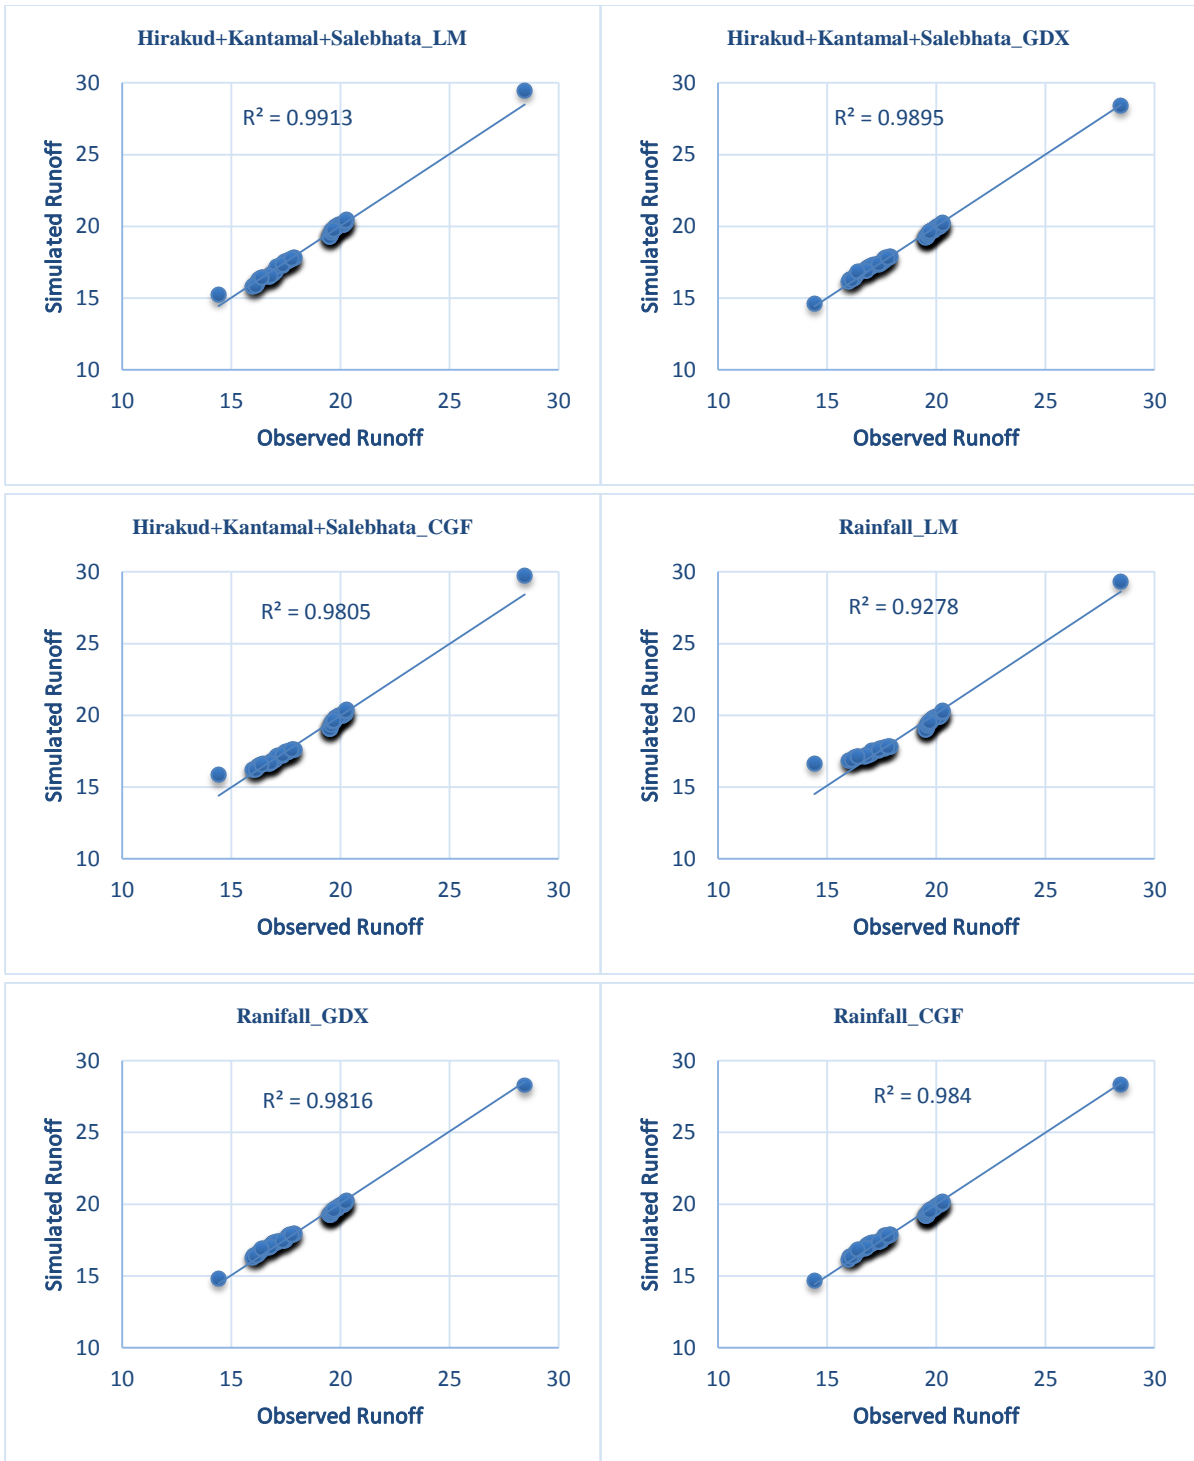 Hirakud+Kantamal+Salebhata_LM
R² = 0.9913
Simulated Runoff
30
25
20
15
10
10 15 20 25 30
Observed Runoff
Hirakud+Kantamal+Salebhata_GDX
R² = 0.9895
Simulated Runoff
30
25
20
15
10
10 15 20 25 30
Observed Runoff
Hirakud+Kantamal+Salebhata_CGF
R² = 0.9805
Simulated Runoff
30
25
20
15
10
10 15 20 25 30
Observed Runoff
Rainfall_LM
R² = 0.9278
Simulated Runoff
30
25
20
15
10
10 15 20 25 30
Observed Runoff
Ranifall_GDX
R² = 0.9816
Simulated Runoff
30
25
20
15
10
10 15 20 25 30
Observed Runoff
Rainfall_CGF
R² = 0.984
Simulated Runoff
30
25
20
15
10
10 15 20 25 30
Observed Runoff